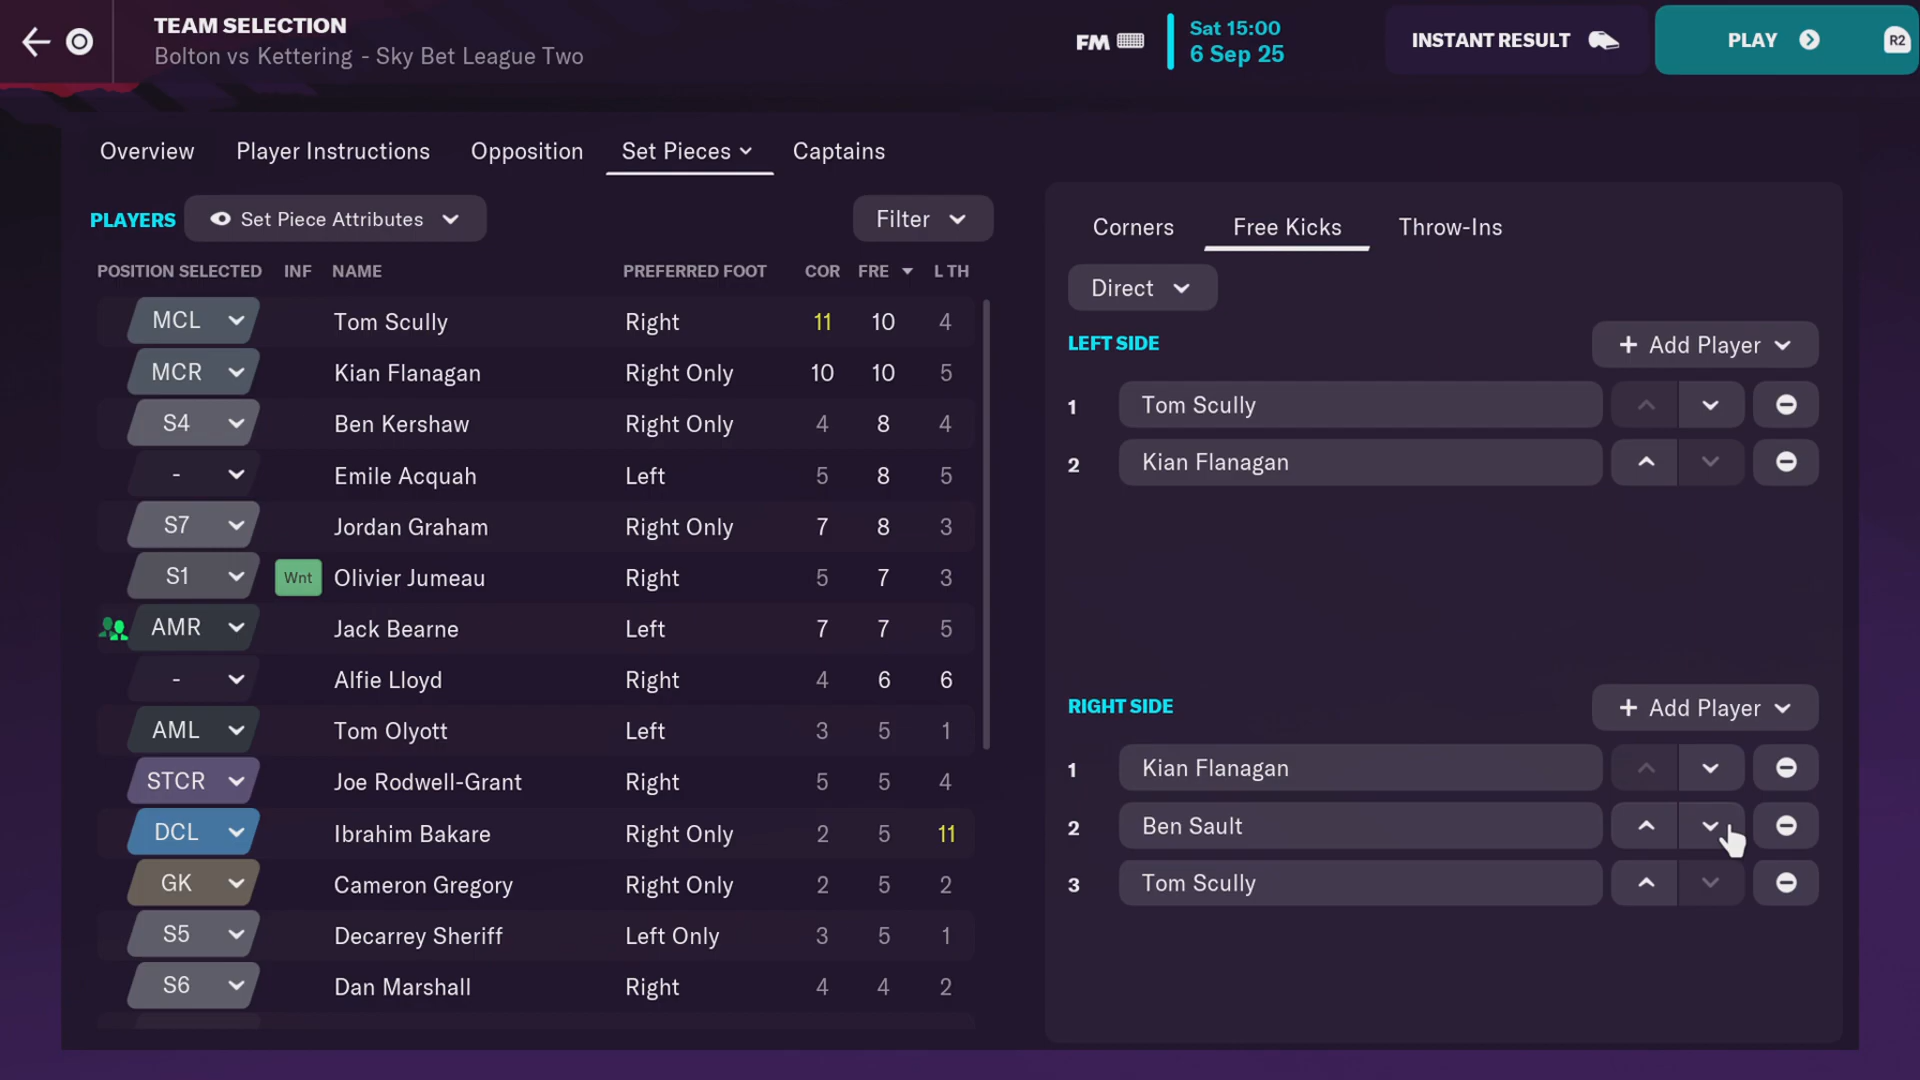 TEAM SELECTION
Bolton vs Kettering - Sky Bet League Two
FM
Sat 15:00
6 Sep 25
INSTANT RESULT
PLAY
R2
Overview
Player Instructions
Opposition
Set Pieces
Captains
PLAYERS
Set Piece Attributes
Filter
POSITION SELECTED INF NAME PREFERRED FOOT COR FRE L TH
MCL Tom Scully Right 11 10 4
MCR Kian Flanagan Right Only 10 10 5
S4 Ben Kershaw Right Only 4 8 4
- Emile Acquah Left 5 8 5
S7 Jordan Graham Right Only 7 8 3
S1 Wnt Olivier Jumeau Right 5 7 3
AMR Jack Bearne Left 7 7 5
- Alfie Lloyd Right 4 6 6
AML Tom Olyott Left 3 5 1
STCR Joe Rodwell-Grant Right 5 5 4
DCL Ibrahim Bakare Right Only 2 5 11
GK Cameron Gregory Right Only 2 5 2
S5 Decarrey Sheriff Left Only 3 5 1
S6 Dan Marshall Right 4 4 2
Corners
Free Kicks
Throw-Ins
Direct
LEFT SIDE
+ Add Player
1 Tom Scully
2 Kian Flanagan
RIGHT SIDE
+ Add Player
1 Kian Flanagan
2 Ben Sault
3 Tom Scully